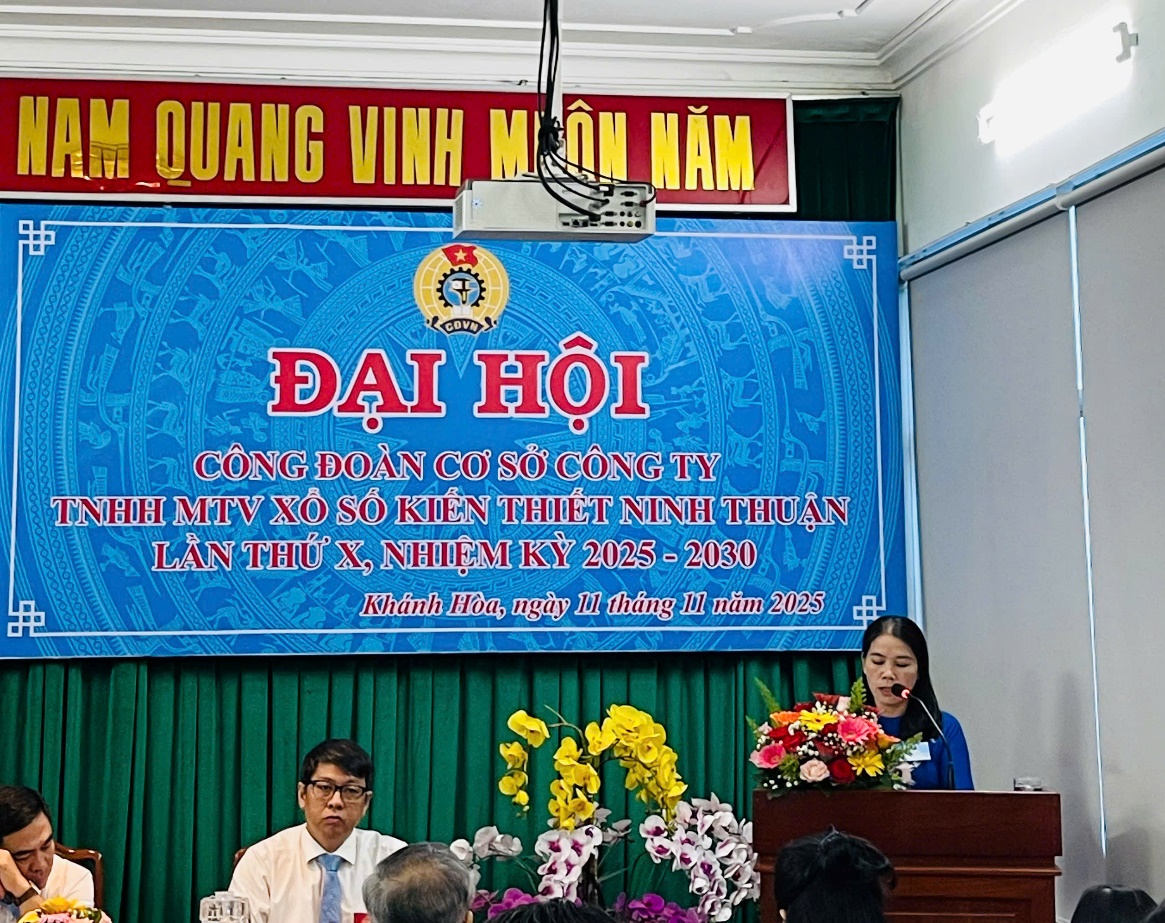 NAM QUANG VINH MUÔN NĂM
CĐVN
ĐẠI HỘI
CÔNG ĐOÀN CƠ SỞ CÔNG TY
TNHH MTV XỔ SỐ KIẾN THIẾT NINH THUẬN
LẦN THỨ X, NHIỆM KỲ 2025 - 2030
Khánh Hòa, ngày 11 tháng 11 năm 2025